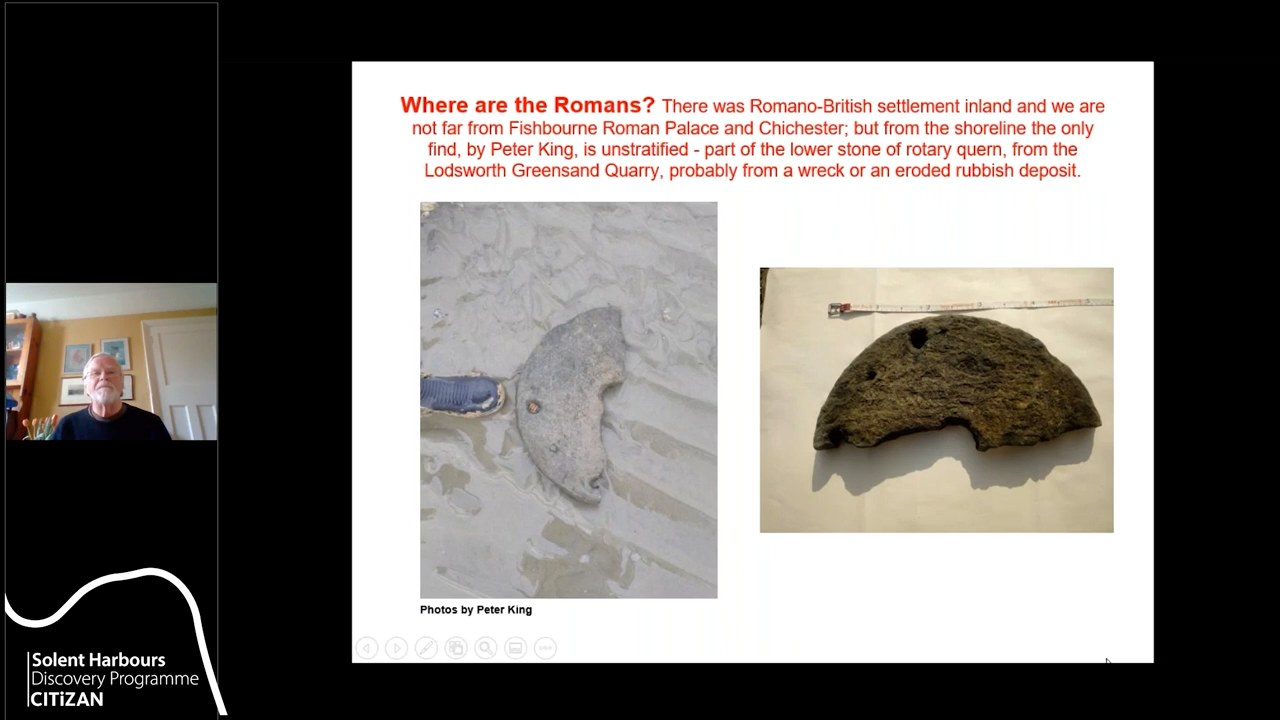 Where are the Romans? There was Romano-British settlement inland and we are
not far from Fishbourne Roman Palace and Chichester; but from the shoreline the only
find, by Peter King, is unstratified - part of the lower stone of rotary quern, from the
Lodsworth Greensand Quarry, probably from a wreck or an eroded rubbish deposit.
Photos by Peter King
Solent Harbours
Discovery Programme
CITiZAN